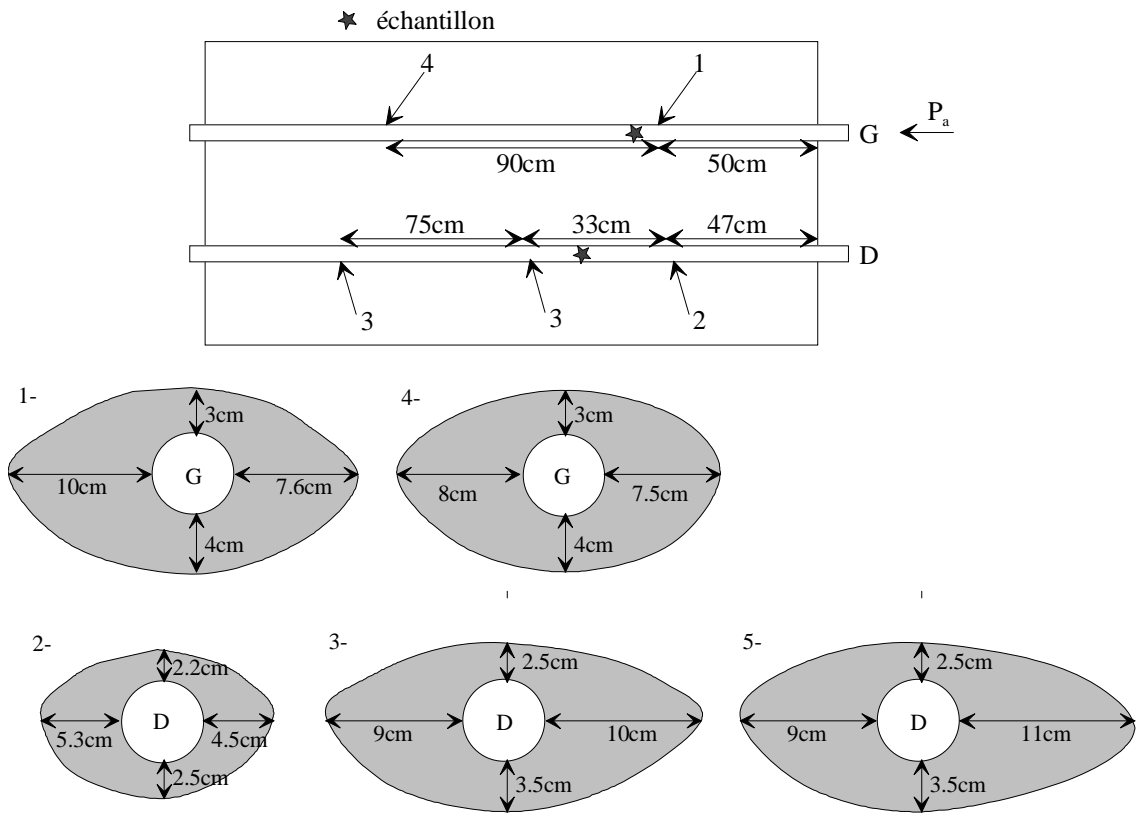 échantillon
4
1
P_a
G
90cm
50cm
75cm
33cm
47cm
D
3
3
2
1-
3cm
G
10cm
7.6cm
4cm
4-
3cm
G
8cm
7.5cm
4cm
2-
2.2cm
D
5.3cm
4.5cm
2.5cm
3-
2.5cm
D
9cm
10cm
3.5cm
5-
2.5cm
D
9cm
11cm
3.5cm